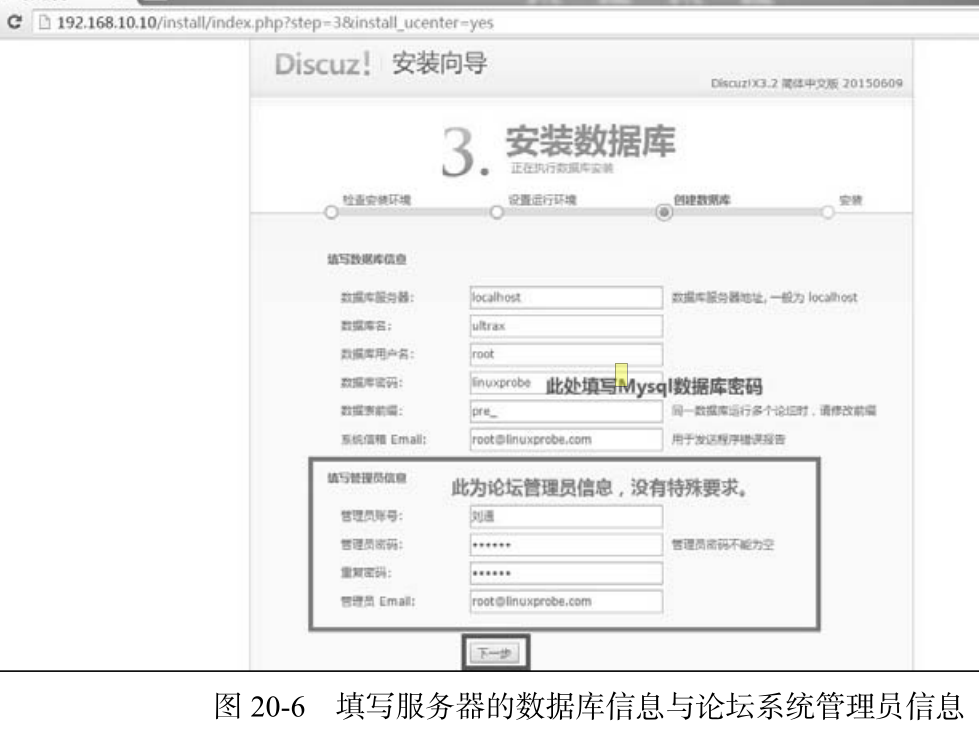 192.168.10.10/install/index.php?step=3&install_ucenter=yes
Discuz! 安装向导
Discuz!X3.2 简体中文版 20150609
3. 安装数据库
正在执行数据库安装
检查安装环境 设置运行环境 创建数据库 安装
填写数据库信息
数据库服务器: localhost 数据库服务器地址, 一般为 localhost
数据库名: ultrax
数据库用户名: root
数据库密码: linuxprobe 此处填写Mysql数据库密码
数据表前缀: pre_ 同一数据库运行多个论坛时，请修改前缀
系统信箱 Email: root@linuxprobe.com 用于发送程序错误报告
填写管理员信息
此为论坛管理员信息，没有特殊要求。
管理员账号: 刘遄
管理员密码: •••••• 管理员密码不能为空
重复密码: ••••••
管理员 Email: root@linuxprobe.com
下一步
图 20-6 填写服务器的数据库信息与论坛系统管理员信息